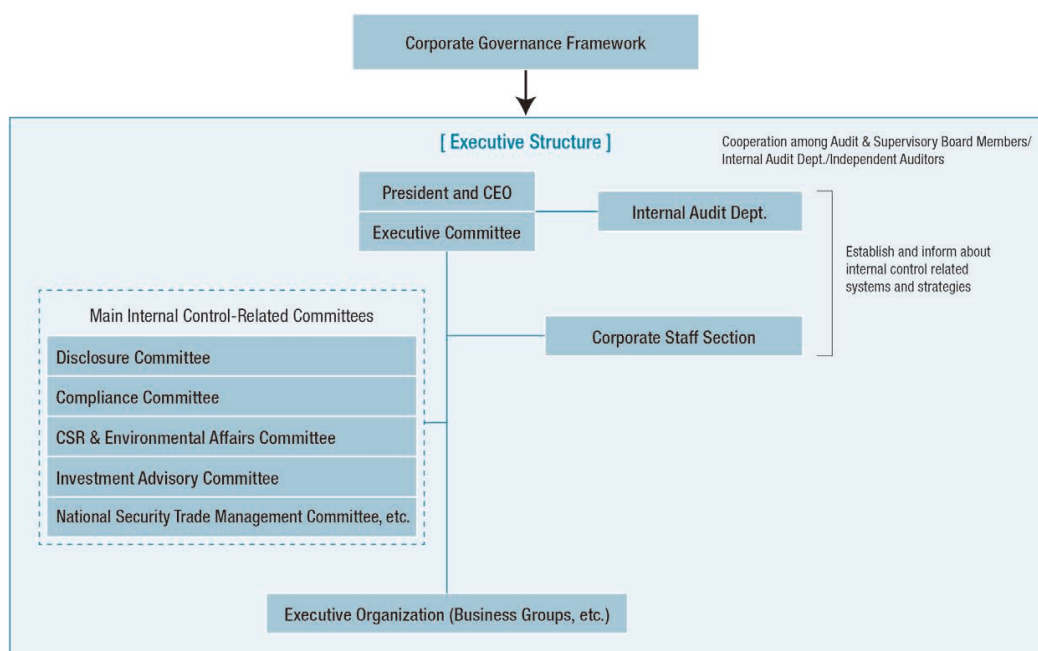 Corporate Governance Framework
[ Executive Structure ]
Cooperation among Audit & Supervisory Board Members/
Internal Audit Dept./Independent Auditors
President and CEO
Executive Committee
Internal Audit Dept.
Establish and inform about
internal control related
systems and strategies
Main Internal Control-Related Committees
Disclosure Committee
Compliance Committee
CSR & Environmental Affairs Committee
Investment Advisory Committee
National Security Trade Management Committee, etc.
Corporate Staff Section
Executive Organization (Business Groups, etc.)